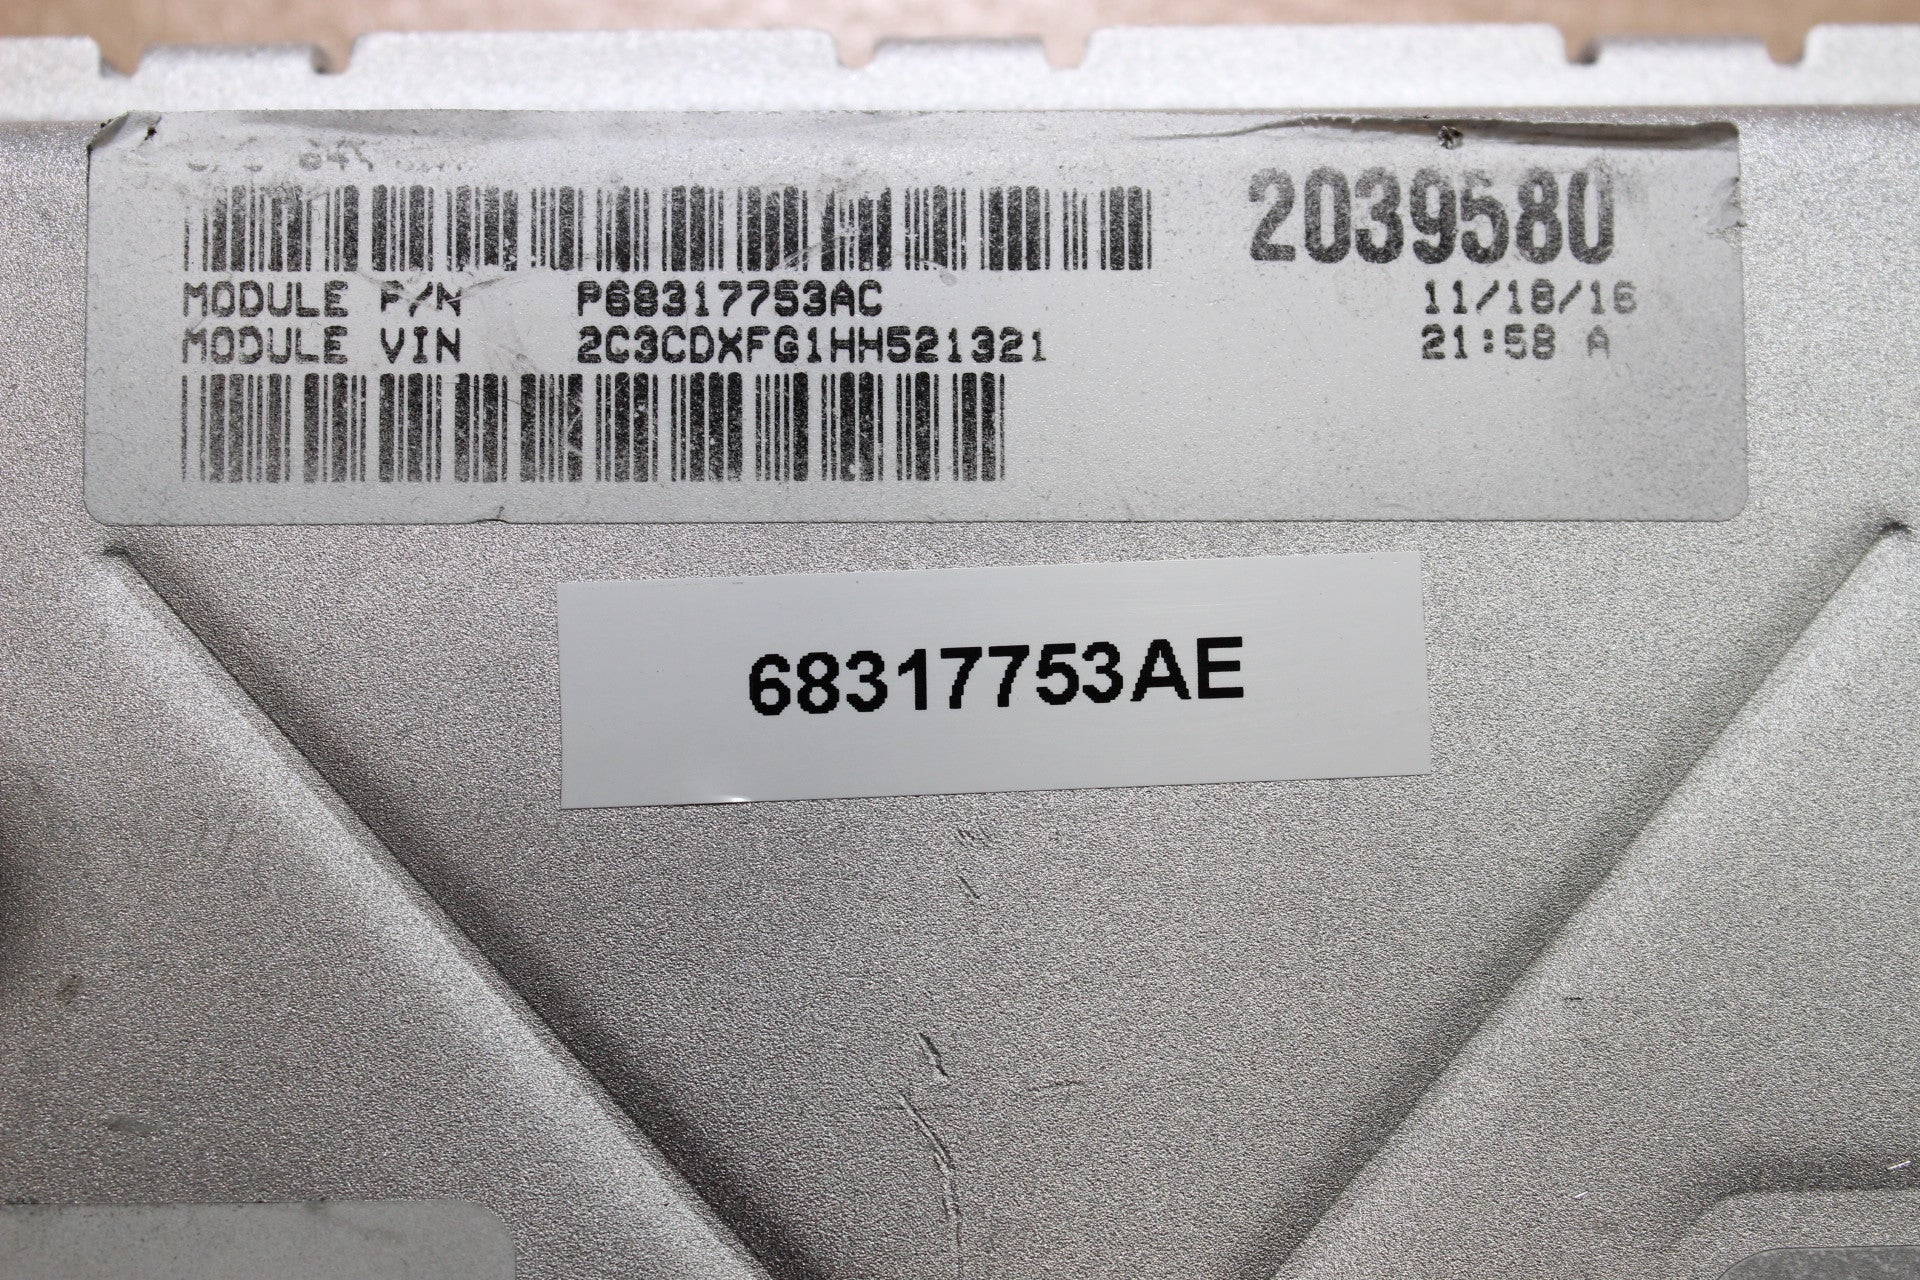 2039580
MODULE P/N P68317753AC 11/18/16
MODULE VIN 2C3CDXFG1HH521321 21:58 A
68317753AE